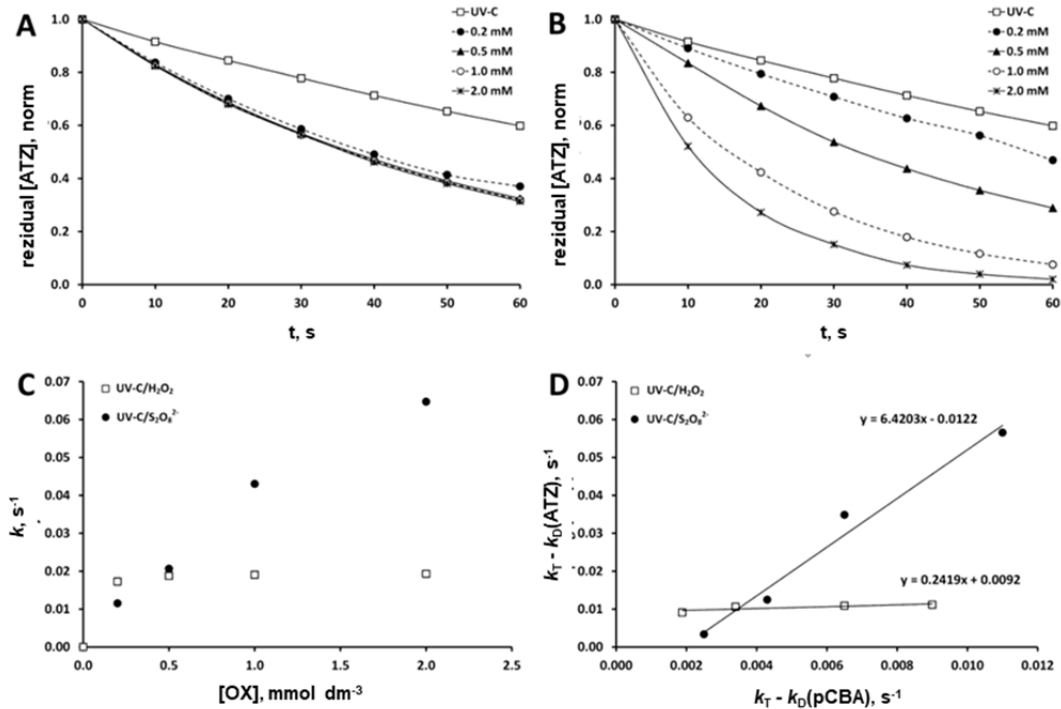 A
UV-C
0.2 mM
0.5 mM
1.0 mM
2.0 mM
1.0
0.8
0.6
0.4
0.2
0.0
rezidual [ATZ], norm
0 10 20 30 40 50 60
t, s
B
UV-C
0.2 mM
0.5 mM
1.0 mM
2.0 mM
1.0
0.8
0.6
0.4
0.2
0.0
rezidual [ATZ], norm
0 10 20 30 40 50 60
t, s
C
UV-C/H₂O₂
UV-C/S₂O₈²⁻
0.07
0.06
0.05
0.04
0.03
0.02
0.01
0.00
k, s⁻¹
0.0 0.5 1.0 1.5 2.0 2.5
[OX], mmol dm⁻³
D
UV-C/H₂O₂
UV-C/S₂O₈²⁻
y = 6.4203x - 0.0122
y = 0.2419x + 0.0092
0.07
0.06
0.05
0.04
0.03
0.02
0.01
0.00
k_T - k_D(ATZ), s⁻¹
0.000 0.002 0.004 0.006 0.008 0.010 0.012
k_T - k_D(pCBA), s⁻¹